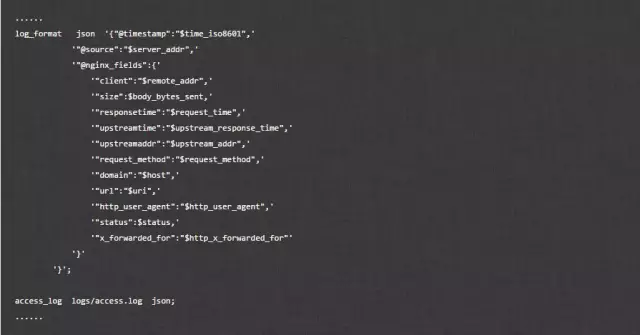 ......
log_format   json  '{"@timestamp":"$time_iso8601",'
'"@source":"$server_addr",'
'"@nginx_fields":{'
'"client":"$remote_addr",'
'"size":$body_bytes_sent,'
'"responsetime":"$request_time",'
'"upstreamtime":"$upstream_response_time",'
'"upstreamaddr":"$upstream_addr",'
'"request_method":"$request_method",'
'"domain":"$host",'
'"url":"$uri",'
'"http_user_agent":"$http_user_agent",'
'"status":$status,'
'"x_forwarded_for":"$http_x_forwarded_for"'
'}'
'}';
access_log  logs/access.log  json;
......